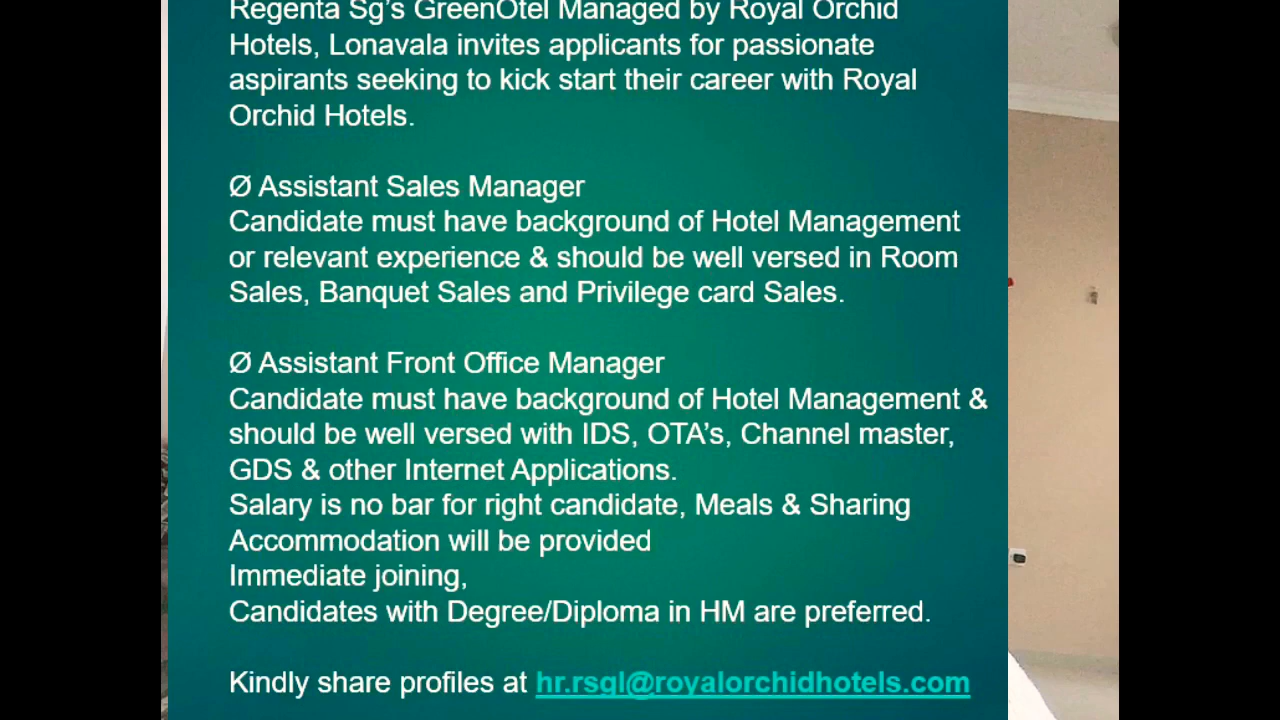 Regenta Sg's GreenOtel Managed by Royal Orchid
Hotels, Lonavala invites applicants for passionate
aspirants seeking to kick start their career with Royal
Orchid Hotels.
Ø Assistant Sales Manager
Candidate must have background of Hotel Management
or relevant experience & should be well versed in Room
Sales, Banquet Sales and Privilege card Sales.
Ø Assistant Front Office Manager
Candidate must have background of Hotel Management &
should be well versed with IDS, OTA's, Channel master,
GDS & other Internet Applications.
Salary is no bar for right candidate, Meals & Sharing
Accommodation will be provided
Immediate joining,
Candidates with Degree/Diploma in HM are preferred.
Kindly share profiles at hr.rsgl@royalorchidhotels.com